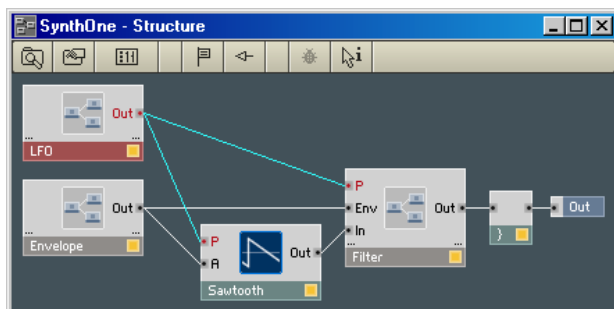 SynthOne - Structure
Out
LFO
Out
Envelope
P
A
Out
Sawtooth
P
Env
In
Out
Filter
}
Out